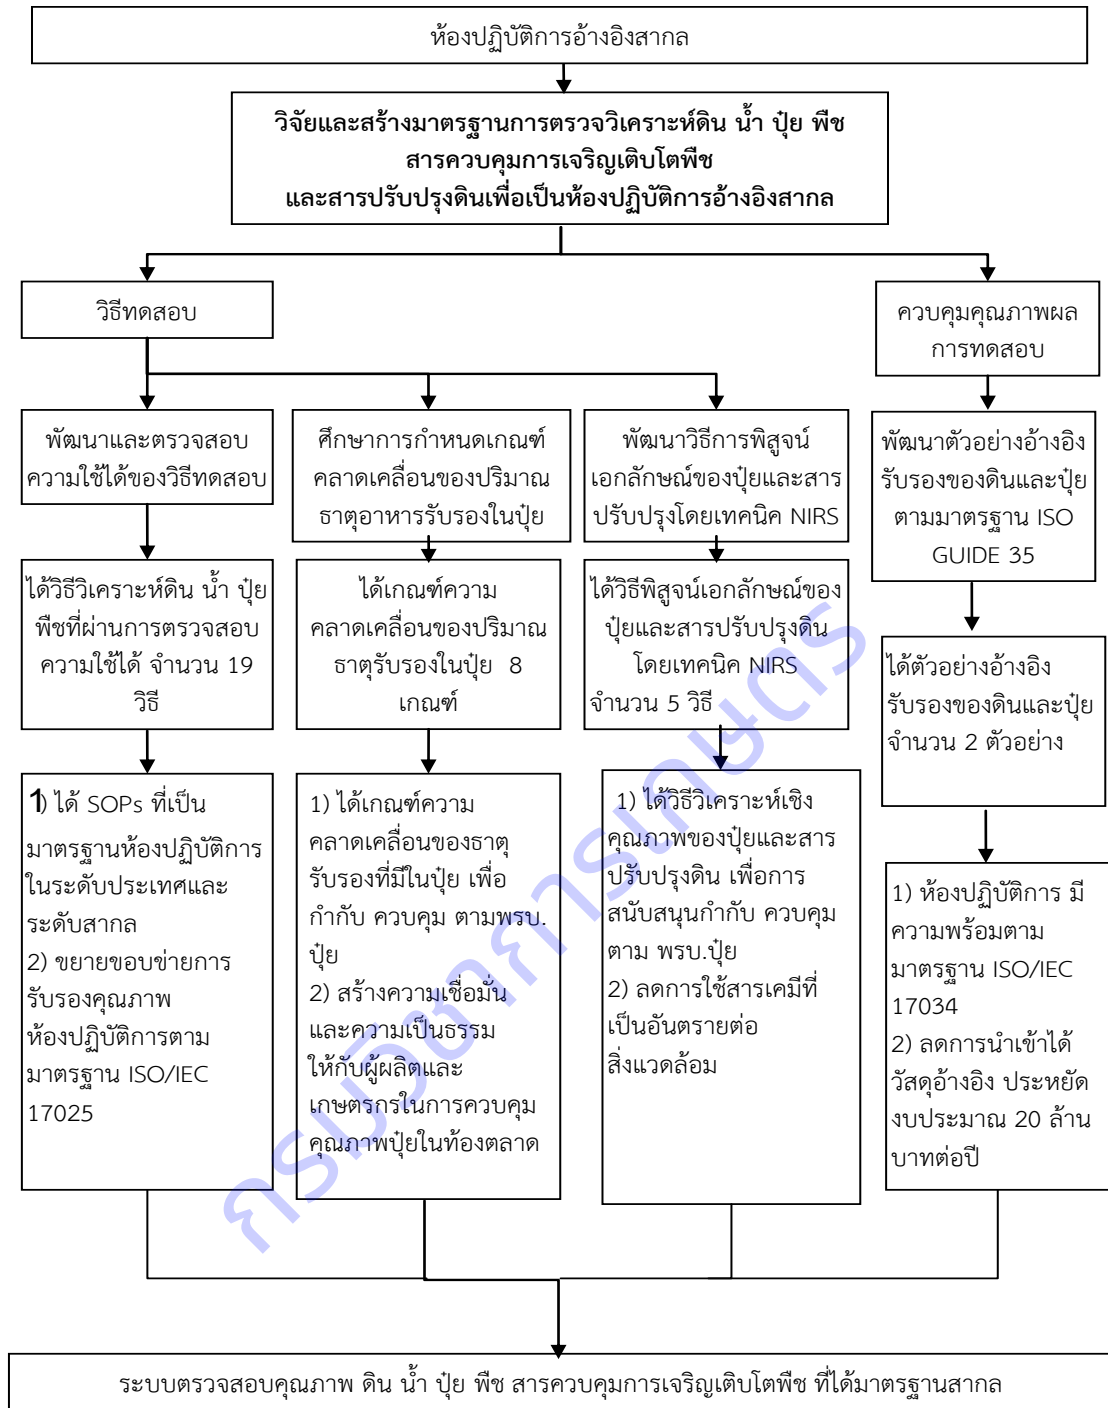 ห้องปฏิบัติการอ้างอิงสากล
วิจัยและสร้างมาตรฐานการตรวจวิเคราะห์ดิน น้ำ ปุ๋ย พืช
สารควบคุมการเจริญเติบโตพืช
และสารปรับปรุงดินเพื่อเป็นห้องปฏิบัติการอ้างอิงสากล
วิธีทดสอบ
ควบคุมคุณภาพผล
การทดสอบ
พัฒนาและตรวจสอบ
ความใช้ได้ของวิธีทดสอบ
ศึกษาการกำหนดเกณฑ์
คลาดเคลื่อนของปริมาณ
ธาตุอาหารรับรองในปุ๋ย
พัฒนาวิธีการพิสูจน์
เอกลักษณ์ของปุ๋ยและสาร
ปรับปรุงโดยเทคนิค NIRS
พัฒนาตัวอย่างอ้างอิง
รับรองของดินและปุ๋ย
ตามมาตรฐาน ISO
GUIDE 35
ได้วิธีวิเคราะห์ดิน น้ำ ปุ๋ย
พืชที่ผ่านการตรวจสอบ
ความใช้ได้ จำนวน 19
วิธี
ได้เกณฑ์ความ
คลาดเคลื่อนของปริมาณ
ธาตุรับรองในปุ๋ย 8
เกณฑ์
ได้วิธีพิสูจน์เอกลักษณ์ของ
ปุ๋ยและสารปรับปรุงดิน
โดยเทคนิค NIRS
จำนวน 5 วิธี
ได้ตัวอย่างอ้างอิง
รับรองของดินและปุ๋ย
จำนวน 2 ตัวอย่าง
1) ได้ SOPs ที่เป็น
มาตรฐานห้องปฏิบัติการ
ในระดับประเทศและ
ระดับสากล
2) ขยายขอบข่ายการ
รับรองคุณภาพ
ห้องปฏิบัติการตาม
มาตรฐาน ISO/IEC
17025
1) ได้เกณฑ์ความ
คลาดเคลื่อนของธาตุ
รับรองที่มีในปุ๋ย เพื่อ
กำกับ ควบคุม ตามพรบ.
ปุ๋ย
2) สร้างความเชื่อมั่น
และความเป็นธรรม
ให้กับผู้ผลิตและ
เกษตรกรในการควบคุม
คุณภาพปุ๋ยในท้องตลาด
1) ได้วิธีวิเคราะห์เชิง
คุณภาพของปุ๋ยและสาร
ปรับปรุงดิน เพื่อการ
สนับสนุนกำกับ ควบคุม
ตาม พรบ.ปุ๋ย
2) ลดการใช้สารเคมีที่
เป็นอันตรายต่อ
สิ่งแวดล้อม
1) ห้องปฏิบัติการ มี
ความพร้อมตาม
มาตรฐาน ISO/IEC
17034
2) ลดการนำเข้าได้
วัสดุอ้างอิง ประหยัด
งบประมาณ 20 ล้าน
บาทต่อปี
ระบบตรวจสอบคุณภาพ ดิน น้ำ ปุ๋ย พืช สารควบคุมการเจริญเติบโตพืช ที่ได้มาตรฐานสากล
กรมวิชาการเกษตร